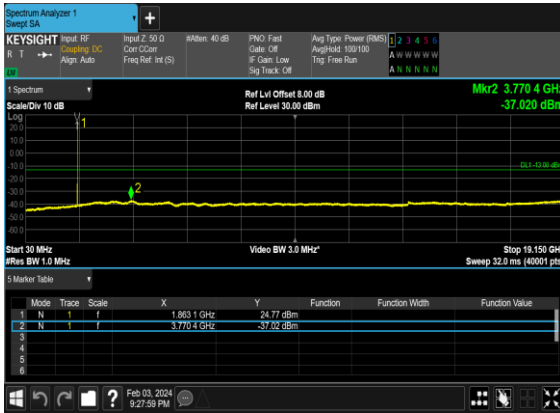 Spectrum Analyzer 1
Swept SA
+
KEYSIGHT
R T
Input: RF
Coupling: DC
Align: Auto
Input Z: 50 Ω
Corr CCorr
Freq Ref: Int (S)
#Atten: 40 dB
PNO: Fast
Gate: Off
IF Gain: Low
Sig Track: Off
Avg Type: Power (RMS)
Avg|Hold: 100/100
Trig: Free Run
1 2 3 4 5 6
A W W W W W
A N N N N N
1 Spectrum
Scale/Div 10 dB
Ref Lvl Offset 8.00 dB
Ref Level 30.00 dBm
Mkr2 3.770 4 GHz
-37.020 dBm
Log
20.0
10.0
0.00
-10.0
-20.0
-30.0
-40.0
-50.0
-60.0
1
2
DL1 -13.00 dBm
Start 30 MHz
#Res BW 1.0 MHz
Video BW 3.0 MHz*
Stop 19.150 GHz
Sweep 32.0 ms (40001 pts)
5 Marker Table
Mode Trace Scale X Y Function Function Width Function Value
1 N 1 f 1.863 1 GHz 24.77 dBm
2 N 1 f 3.770 4 GHz -37.02 dBm
3
4
5
6
?
Feb 03, 2024
9:27:59 PM